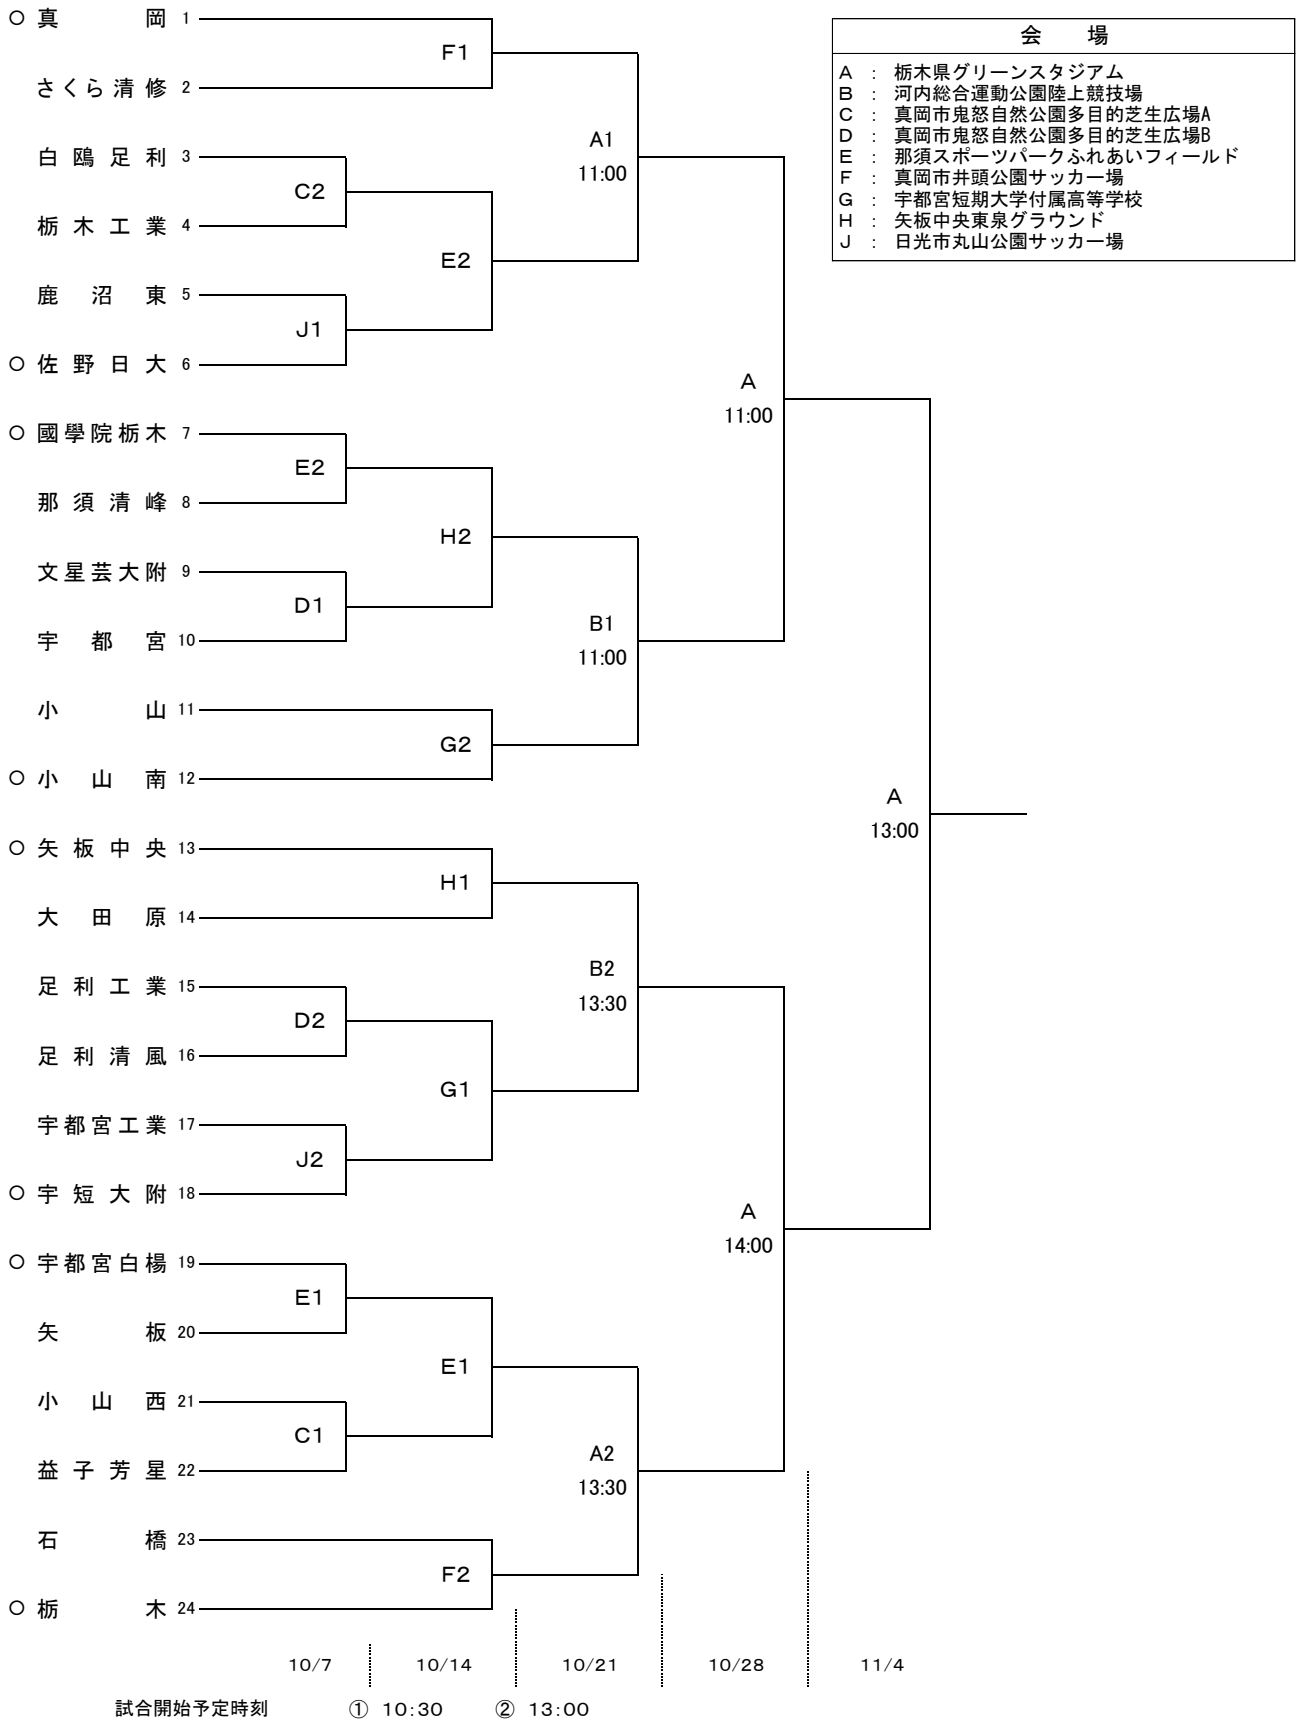 ○ 真岡 1
F1
さくら清修 2
白鴎足利 3
A1
11:00
C2
栃木工業 4
E2
鹿沼東 5
J1
○ 佐野日大 6
A
11:00
○ 國學院栃木 7
E2
那須清峰 8
H2
文星芸大附 9
D1
B1
11:00
宇都宮 10
小山 11
G2
○ 小山南 12
A
13:00
○ 矢板中央 13
H1
大田原 14
B2
13:30
足利工業 15
D2
足利清風 16
G1
宇都宮工業 17
J2
○ 宇短大附 18
A
14:00
○ 宇都宮白楊 19
E1
矢板 20
E1
小山西 21
C1
A2
13:30
益子芳星 22
石橋 23
F2
○ 栃木 24
会場
A : 栃木県グリーンスタジアム
B : 河内総合運動公園陸上競技場
C : 真岡市鬼怒自然公園多目的芝生広場A
D : 真岡市鬼怒自然公園多目的芝生広場B
E : 那須スポーツパークふれあいフィールド
F : 真岡市井頭公園サッカー場
G : 宇都宮短期大学付属高等学校
H : 矢板中央東泉グラウンド
J : 日光市丸山公園サッカー場
10/7 10/14 10/21 10/28 11/4
試合開始予定時刻 ① 10:30 ② 13:00